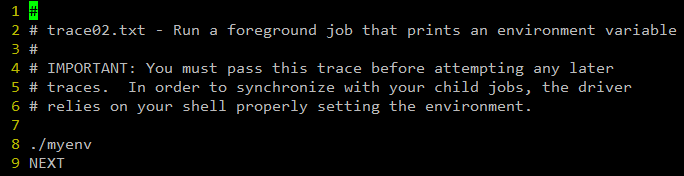 1 #
2 # trace02.txt - Run a foreground job that prints an environment variable
3 #
4 # IMPORTANT: You must pass this trace before attempting any later
5 # traces.  In order to synchronize with your child jobs, the driver
6 # relies on your shell properly setting the environment.
7
8 ./myenv
9 NEXT